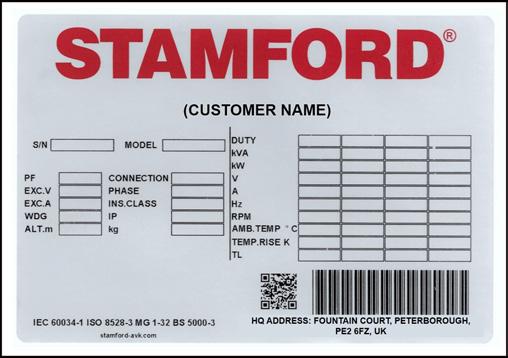 STAMFORD®
(CUSTOMER NAME)
S/N MODEL
DUTY
kVA
kW
PF CONNECTION V
EXC.V PHASE A
EXC.A INS.CLASS Hz
WDG IP RPM
ALT.m kg AMB.TEMP °C
TEMP.RISE K
TL
IEC 60034-1 ISO 8528-3 MG 1-32 BS 5000-3
stamford-avk.com
HQ ADDRESS: FOUNTAIN COURT, PETERBOROUGH,
PE2 6FZ, UK